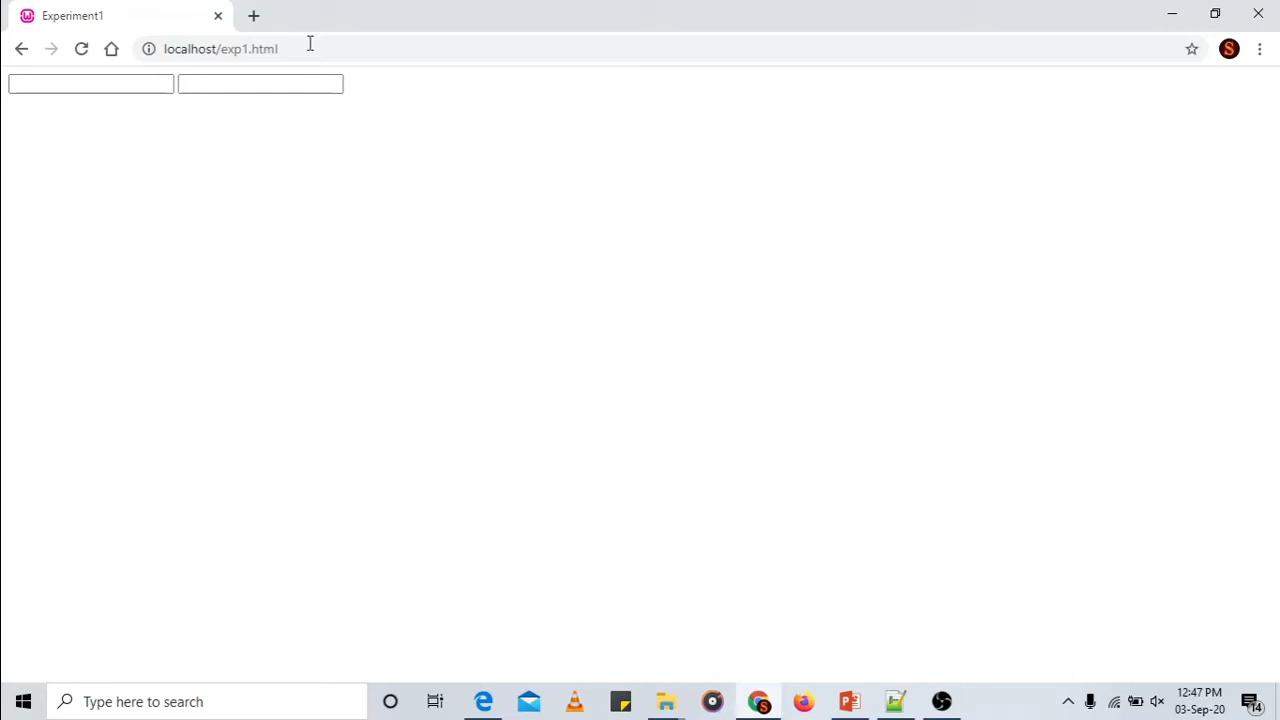 Experiment1
localhost/exp1.html
S
Type here to search
12:47 PM
03-Sep-20
14